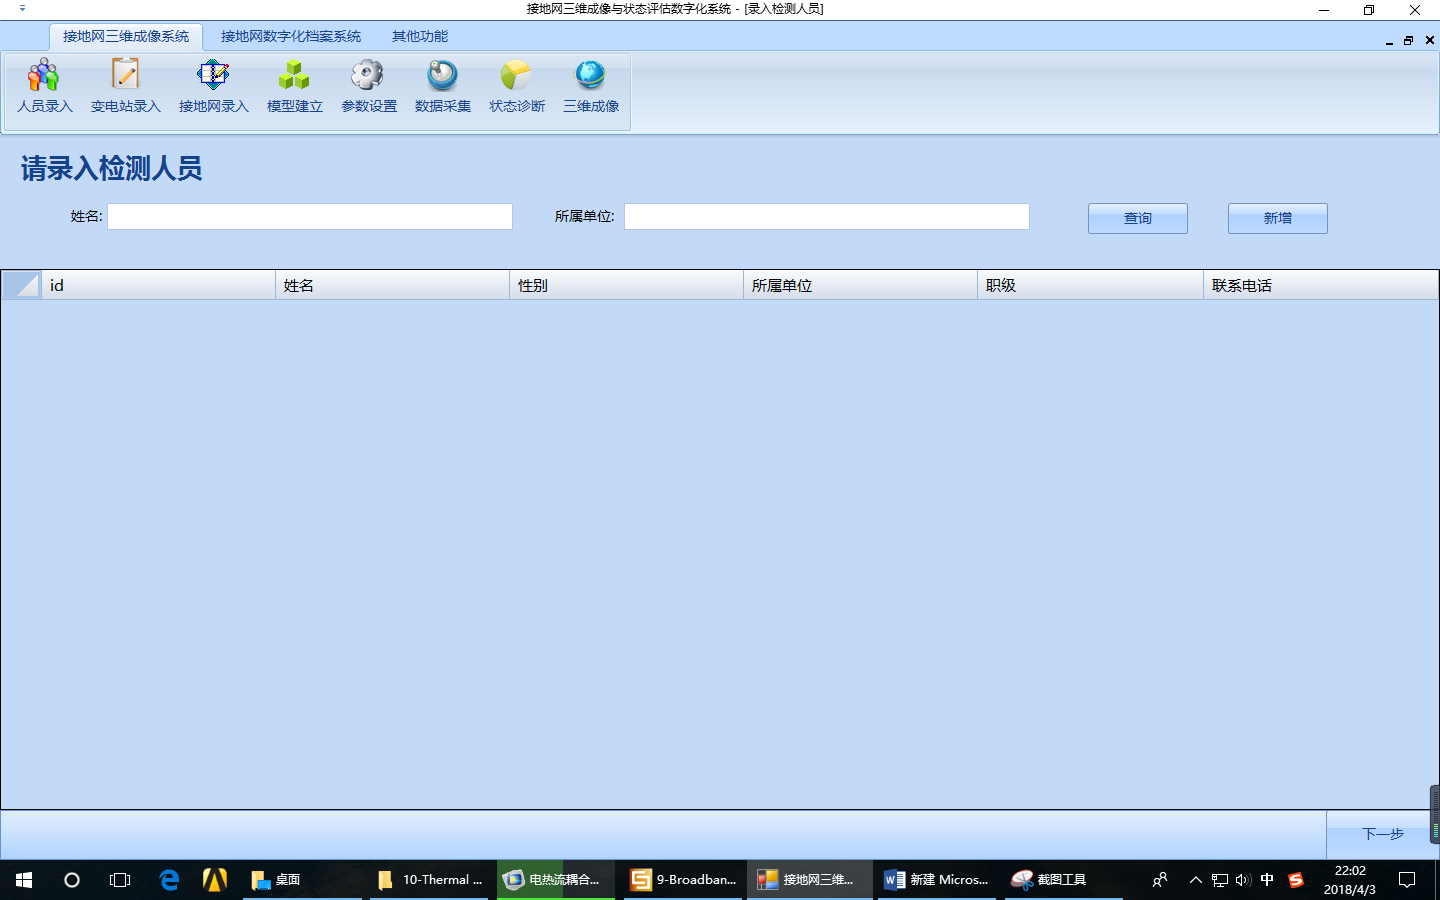 接地网三维成像与状态评估数字化系统 - [录入检测人员]
接地网三维成像系统 接地网数字化档案系统 其他功能
人员录入 变电站录入 接地网录入 模型建立 参数设置 数据采集 状态诊断 三维成像
请录入检测人员
姓名: 所属单位: 查询 新增
id 姓名 性别 所属单位 职级 联系电话
下一步
桌面 10-Thermal ... 电热流耦合... 9-Broadban... 接地网三维... 新建 Micros... 截图工具 中 22:02
2018/4/3